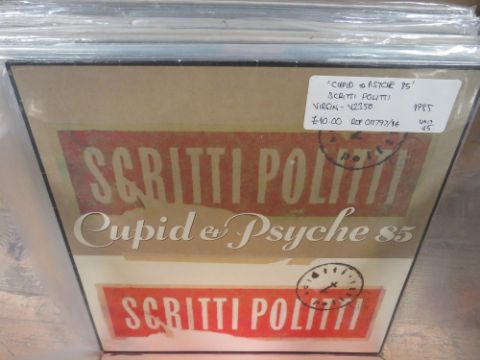 'CUPID & PSYCHE 85'
SCRITTI POLITTI
VIRGIN - V2350 1985
£10.00
SCRITTI POLITTI
Cupid & Psyche 85
SCRITTI POLITTI